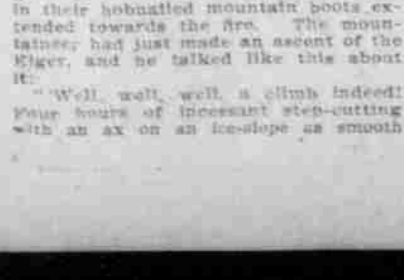 in their hobnailed mountain boots ex-
tended towards the fire. The moun-
taineer had just made an ascent of the
Eiger, and he talked like this about
it:
"'Well, well, well, a climb indeed!
Four hours of incessant step-cutting
with an ax on an ice-slope as smooth